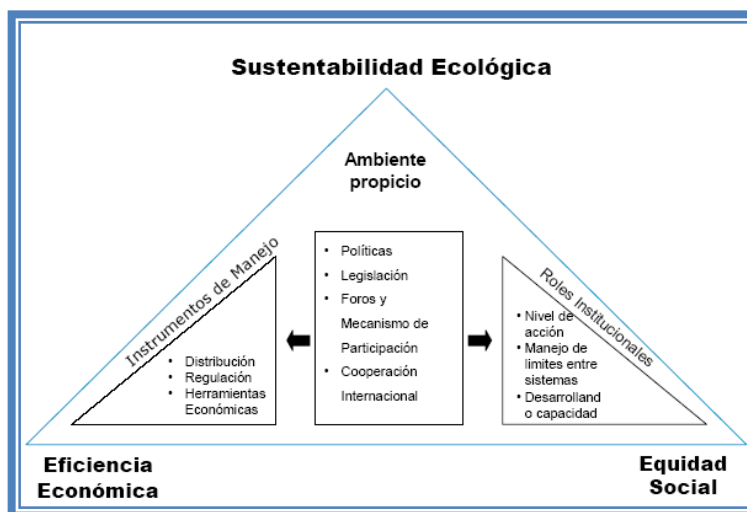 Sustentabilidad Ecológica
Ambiente
propicio
Instrumentos de Manejo
• Distribución
• Regulación
• Herramientas
Económicas
• Políticas
• Legislación
• Foros y
Mecanismo de
Participación
• Cooperación
Internacional
Roles Institucionales
• Nivel de
acción
• Manejo de
limites entre
sistemas
• Desarrolland
o capacidad
Eficiencia
Económica
Equidad
Social